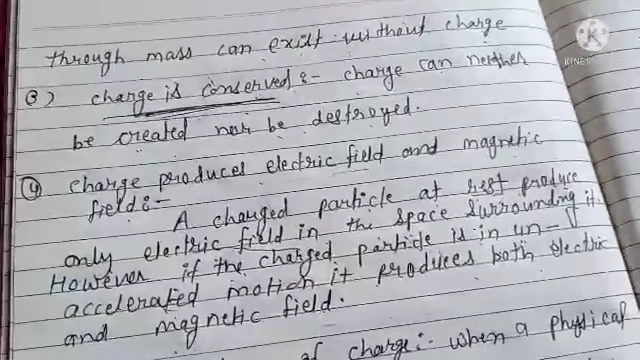 through mass can exist without charge
(3) charge is conserved :- charge can neither
be created nor be destroyed.
(4) charge produces electric field and magnetic
field :-
A charged particle at rest produce
only electric field in the space surrounding it.
However if the charged particle is in un-
accelerated motion it produces both electric
and magnetic field.
of charge :- when a physical
K
KINEM